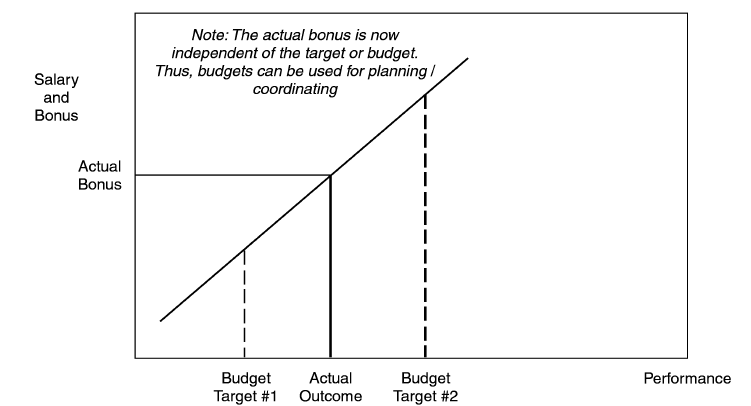 Note: The actual bonus is now
independent of the target or budget.
Thus, budgets can be used for planning /
coordinating
Salary
and
Bonus
Actual
Bonus
Budget
Target #1
Actual
Outcome
Budget
Target #2
Performance